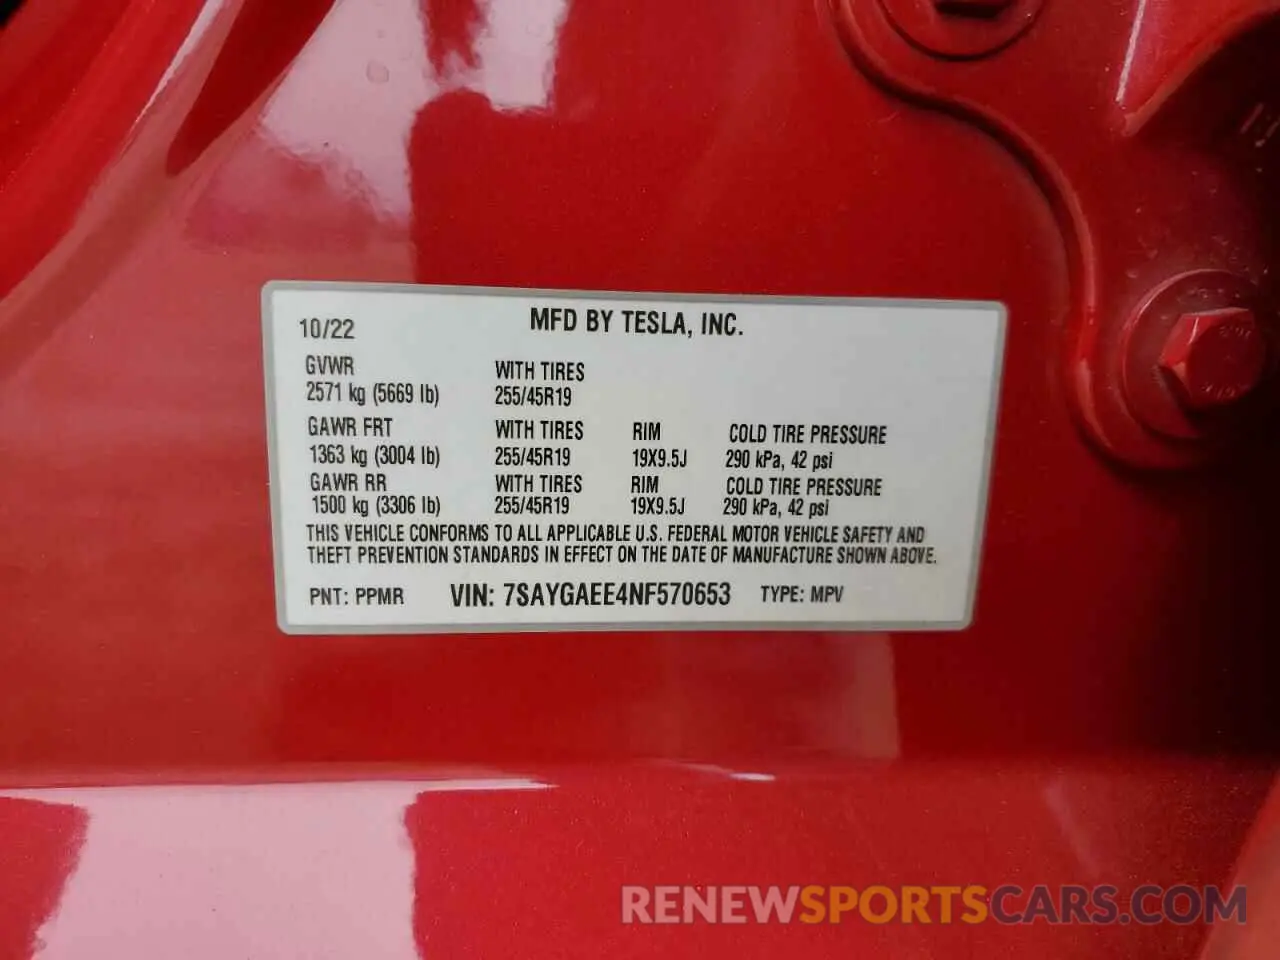 10/22 MFD BY TESLA, INC.
GVWR WITH TIRES
2571 kg (5669 lb) 255/45R19
GAWR FRT WITH TIRES RIM COLD TIRE PRESSURE
1363 kg (3004 lb) 255/45R19 19X9.5J 290 kPa, 42 psi
GAWR RR WITH TIRES RIM COLD TIRE PRESSURE
1500 kg (3306 lb) 255/45R19 19X9.5J 290 kPa, 42 psi
THIS VEHICLE CONFORMS TO ALL APPLICABLE U.S. FEDERAL MOTOR VEHICLE SAFETY AND
THEFT PREVENTION STANDARDS IN EFFECT ON THE DATE OF MANUFACTURE SHOWN ABOVE.
PNT: PPMR VIN: 7SAYGAEE4NF570653 TYPE: MPV
RENEWSPORTSCARS.COM